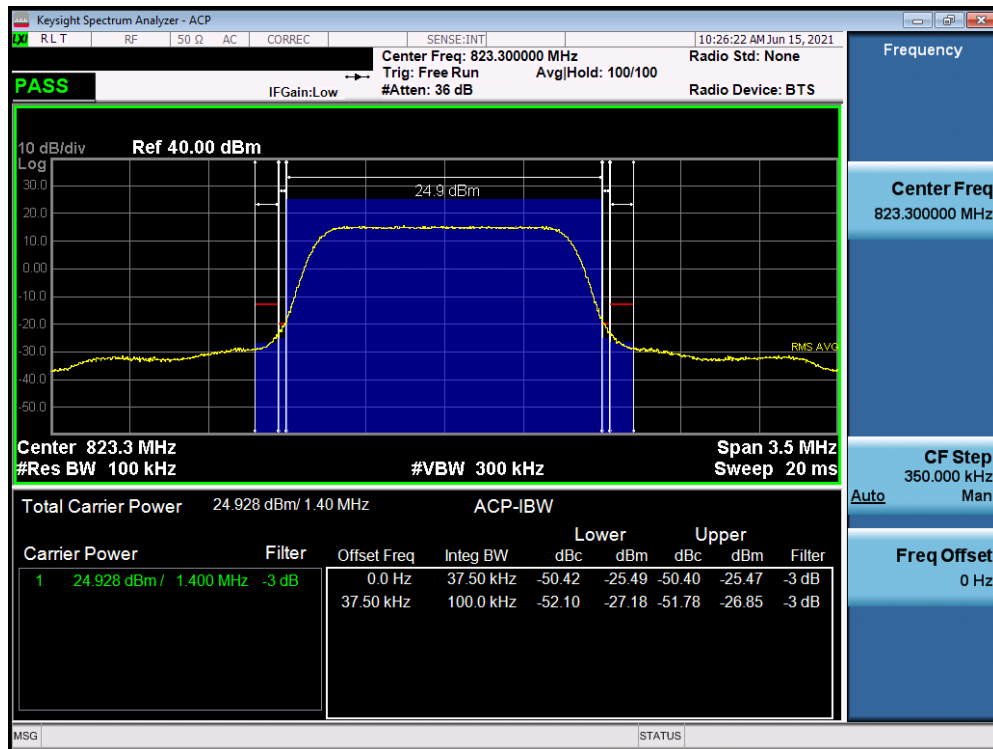 Keysight Spectrum Analyzer - ACP
LXI RLT RF 50 Ω AC CORREC SENSE:INT 10:26:22 AM Jun 15, 2021
Center Freq: 823.300000 MHz Radio Std: None
Trig: Free Run Avg|Hold: 100/100
PASS IFGain:Low #Atten: 36 dB Radio Device: BTS
10 dB/div Ref 40.00 dBm
Log
30.0
24.9 dBm
20.0
10.0
0.00
-10.0
-20.0
-30.0
RMS AVG
-40.0
-50.0
Center 823.3 MHz Span 3.5 MHz
#Res BW 100 kHz #VBW 300 kHz Sweep 20 ms
Total Carrier Power 24.928 dBm/ 1.40 MHz ACP-IBW
Lower Upper
Carrier Power Filter Offset Freq Integ BW dBc dBm dBc dBm Filter
1 24.928 dBm / 1.400 MHz -3 dB 0.0 Hz 37.50 kHz -50.42 -25.49 -50.40 -25.47 -3 dB
37.50 kHz 100.0 kHz -52.10 -27.18 -51.78 -26.85 -3 dB
MSG STATUS
Frequency
Center Freq
823.300000 MHz
CF Step
350.000 kHz
Auto Man
Freq Offset
0 Hz